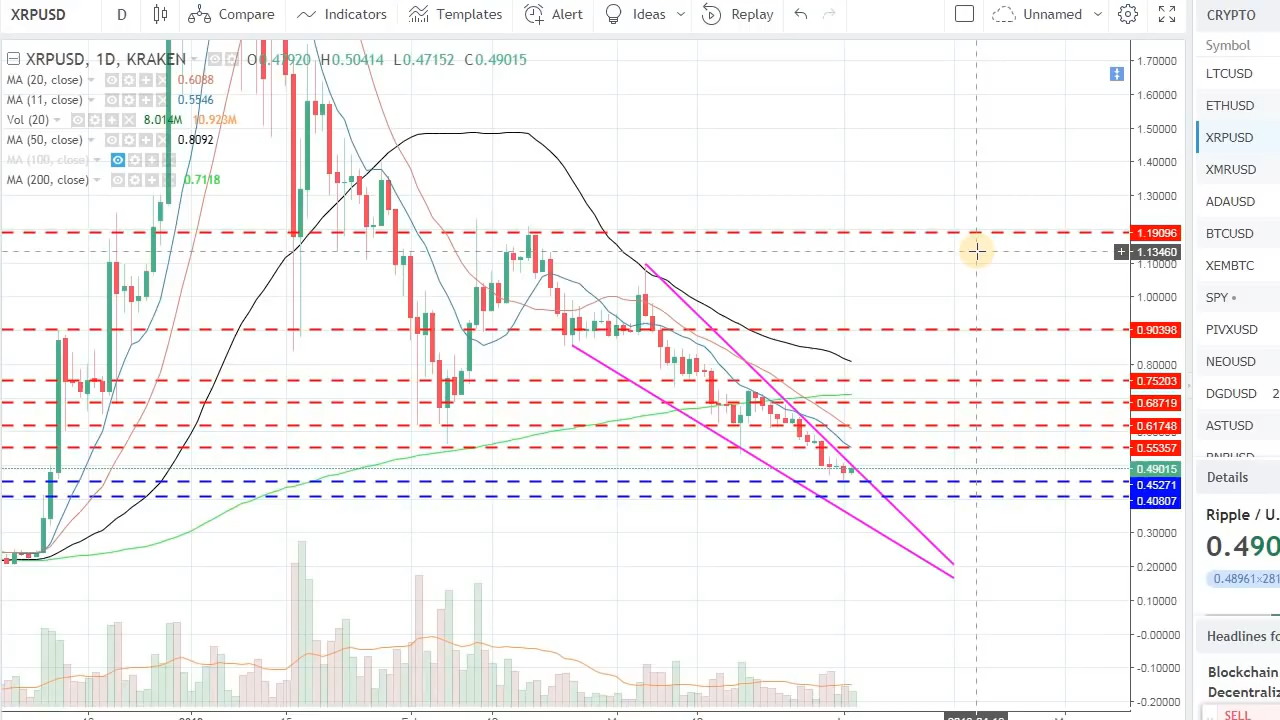 XRPUSD D Compare Indicators Templates Alert Ideas Replay Unnamed
XRPUSD, 1D, KRAKEN O0.47920 H0.50414 L0.47152 C0.49015
MA (20, close) 0.6088
MA (11, close) 0.5546
Vol (20) 8.014M 10.923M
MA (50, close) 0.8092
MA (100, close)
MA (200, close) 0.7118
1.70000
1.60000
1.50000
1.40000
1.30000
1.19096
1.13460
1.10000
1.00000
0.90398
0.80000
0.75203
0.68719
0.61748
0.55357
0.49015
0.45271
0.40807
0.30000
0.20000
0.10000
-0.00000
-0.10000
-0.20000
CRYPTO
Symbol
LTCUSD
ETHUSD
XRPUSD
XMRUSD
ADAUSD
BTCUSD
XEMBTC
SPY
PIVXUSD
NEOUSD
DGDUSD 2
ASTUSD
Details
Ripple / U.
0.490
0.48961×281
Headlines fo
Blockchain
Decentraliz
SELL